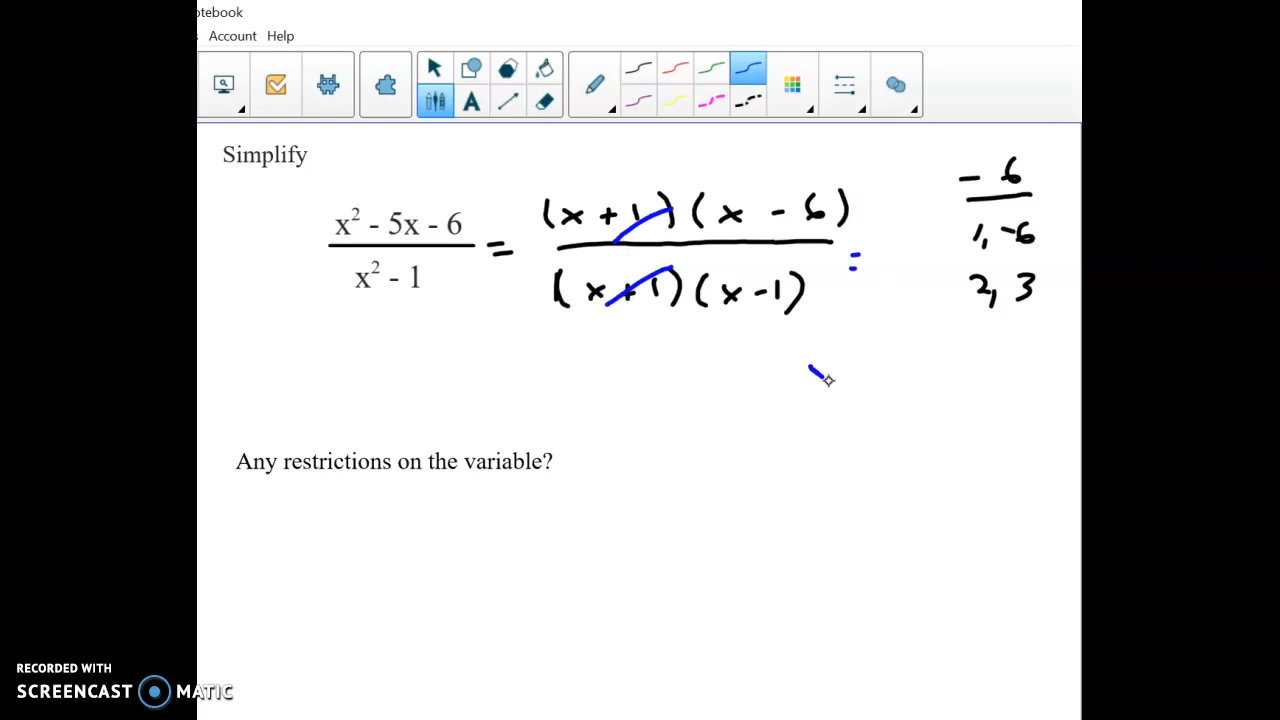 otebook
Account Help
Simplify
x² - 5x - 6 / x² - 1 = (x + 1)(x - 6) / (x + 1)(x - 1) =
- 6
1, -6
2, 3
Any restrictions on the variable?
RECORDED WITH
SCREENCAST MATIC